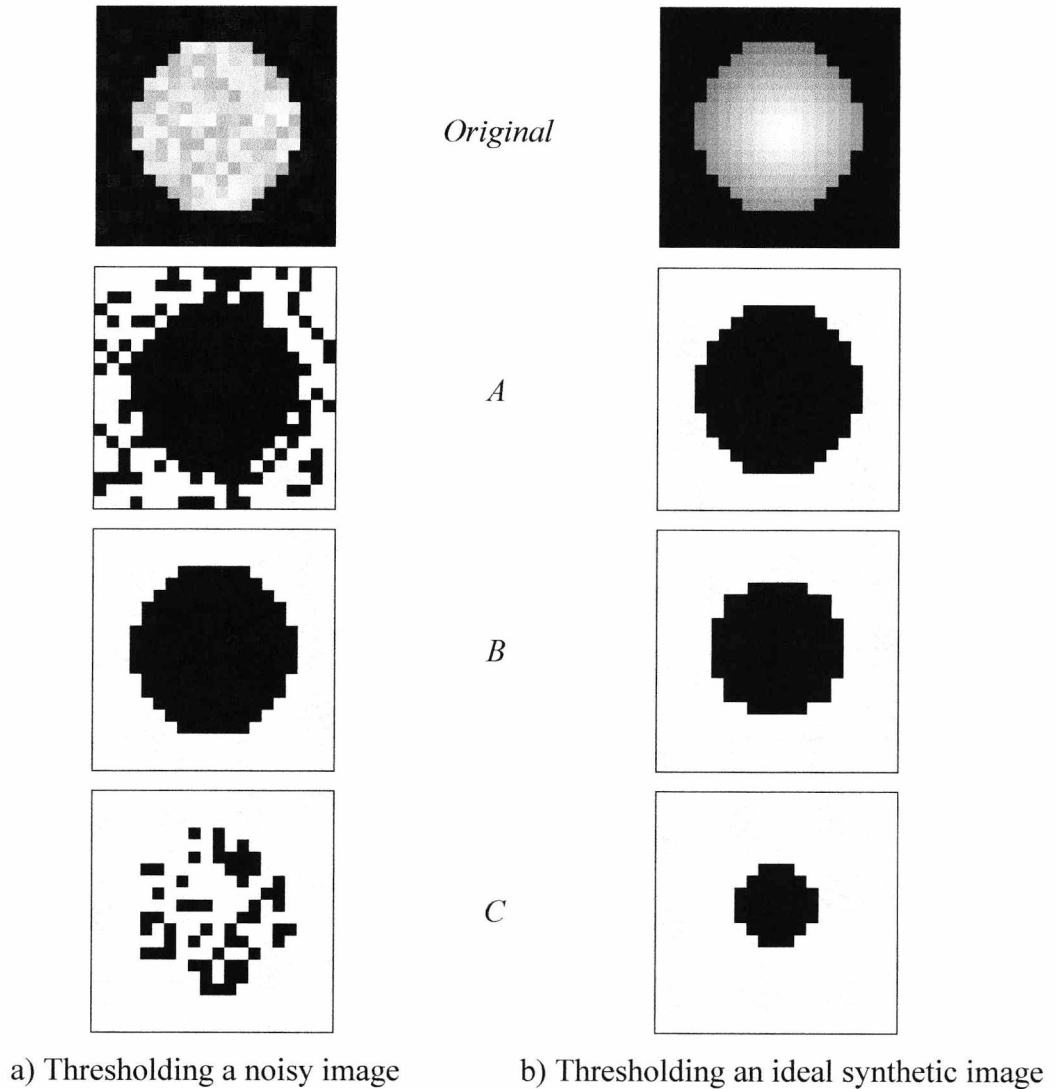 Original
A
B
C
a) Thresholding a noisy image
b) Thresholding an ideal synthetic image